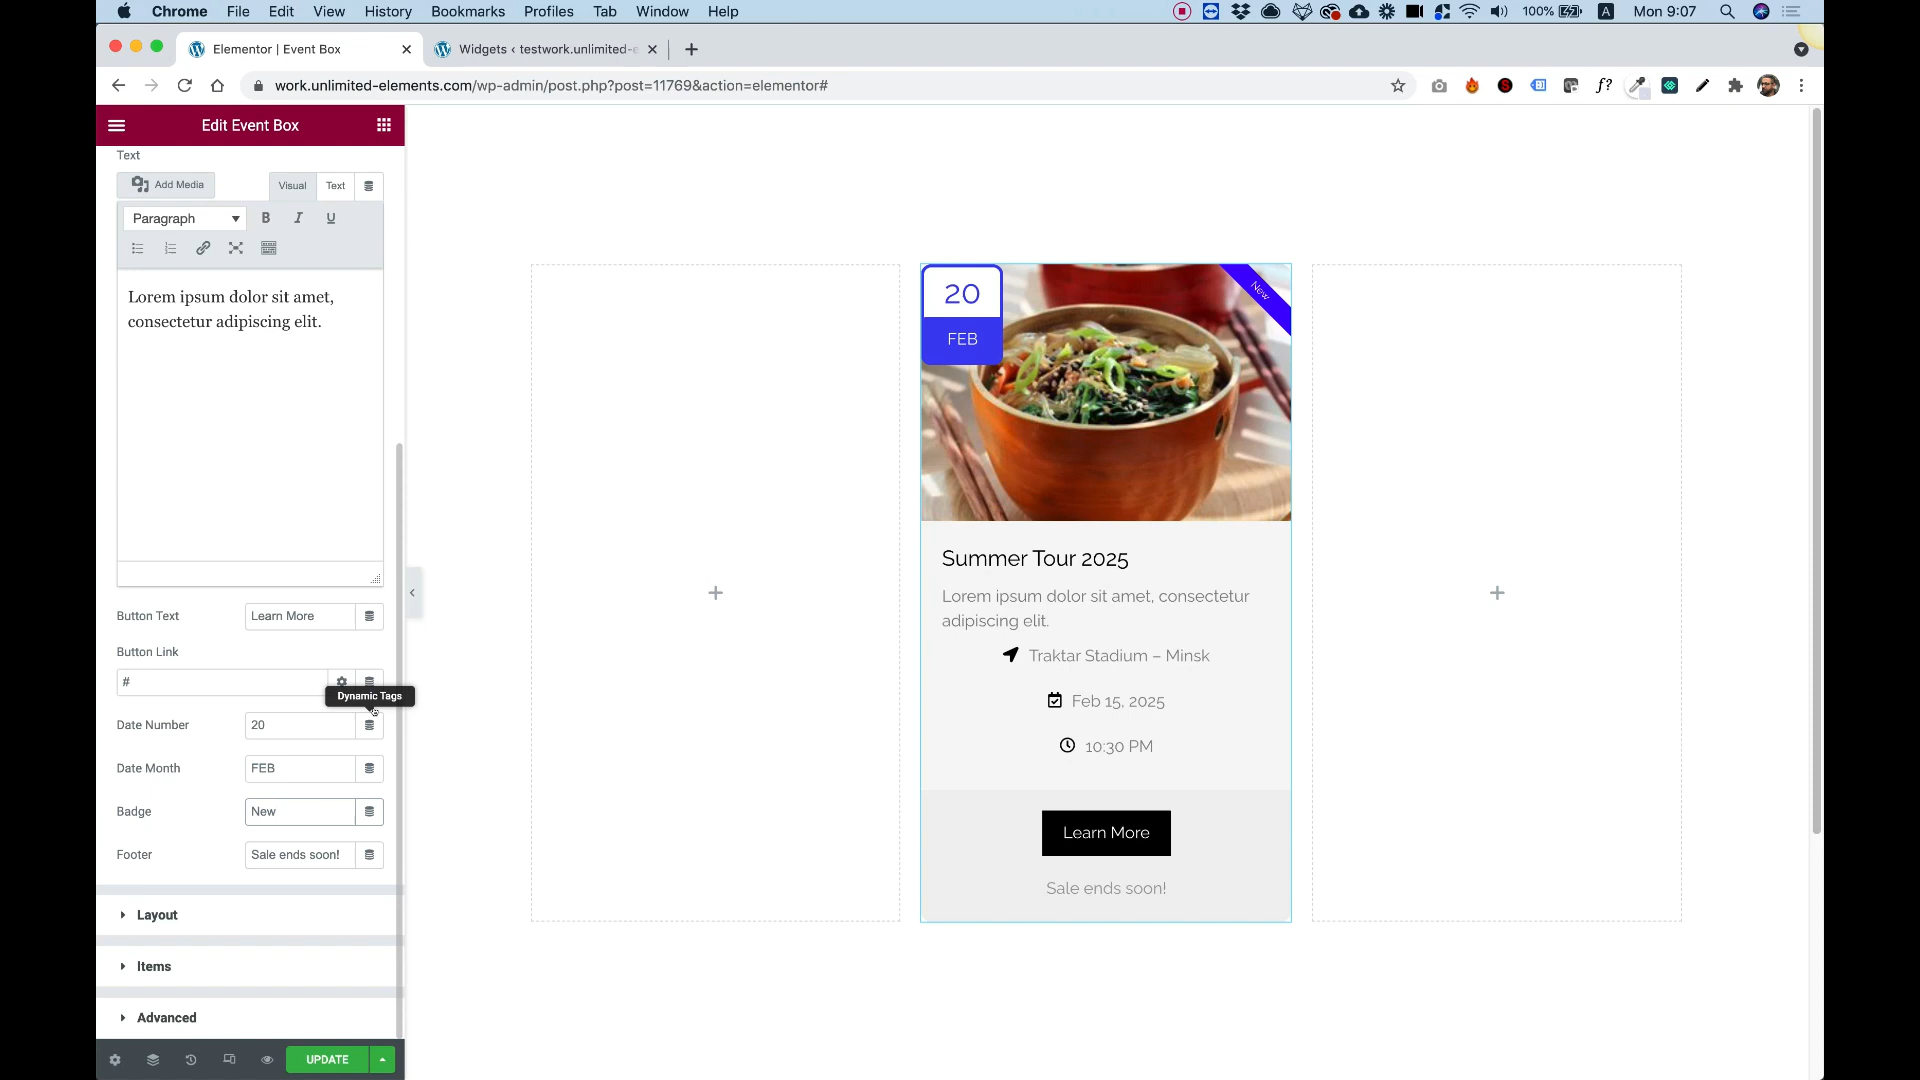 Chrome File Edit View History Bookmarks Profiles Tab Window Help 100% A Mon 9:07
Elementor | Event Box
Widgets ‹ testwork.unlimited-e
work.unlimited-elements.com/wp-admin/post.php?post=11769&action=elementor#
f?
Edit Event Box
Text
Add Media
Visual Text
Paragraph B I U
Lorem ipsum dolor sit amet,
consectetur adipiscing elit.
Button Text Learn More
Button Link
#
Dynamic Tags
Date Number 20
Date Month FEB
Badge New
Footer Sale ends soon!
Layout
Items
Advanced
UPDATE
20
FEB
New
Summer Tour 2025
Lorem ipsum dolor sit amet, consectetur
adipiscing elit.
Traktar Stadium – Minsk
Feb 15, 2025
10:30 PM
Learn More
Sale ends soon!